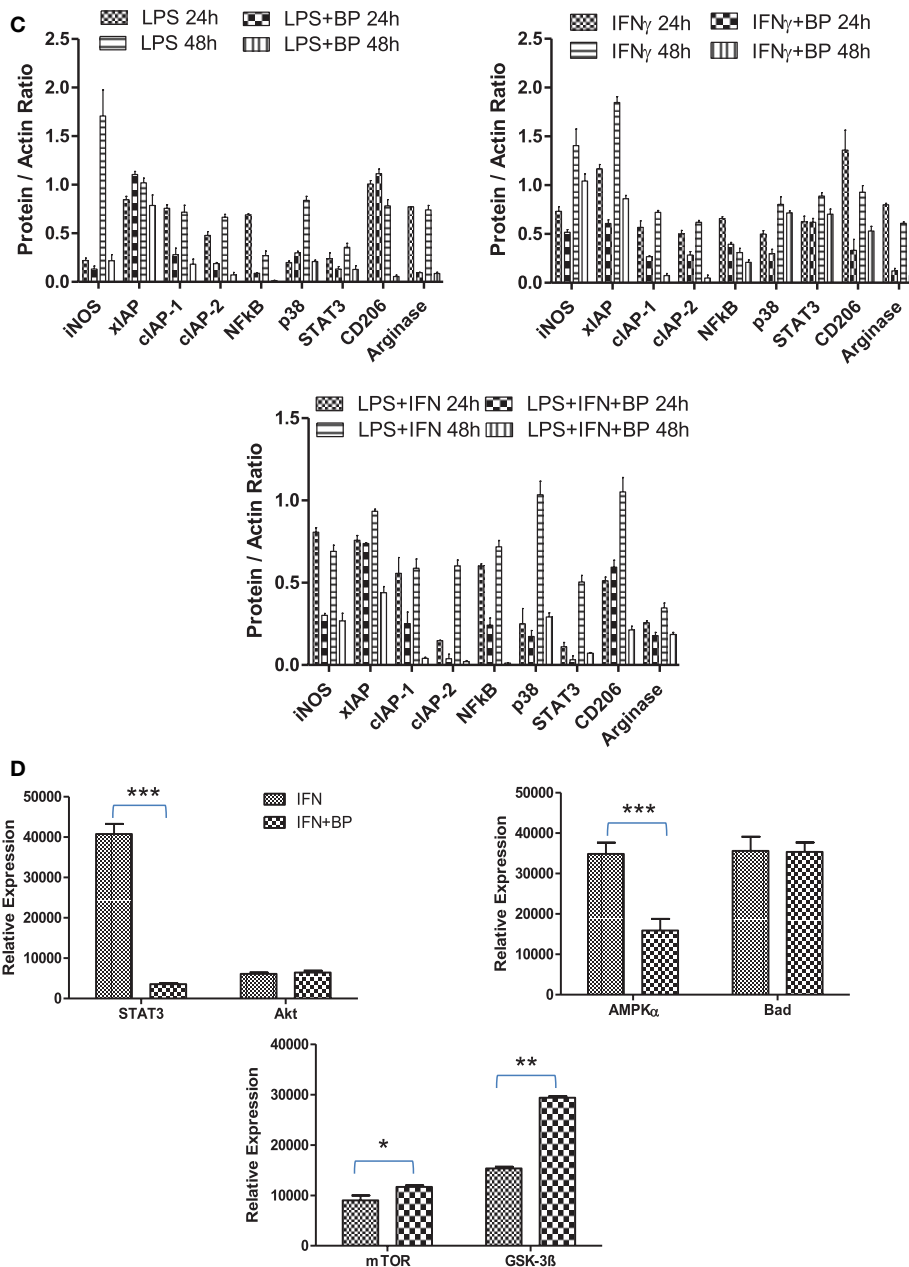 C
LPS 24h LPS+BP 24h
LPS 48h LPS+BP 48h
Protein / Actin Ratio
2.5
2.0
1.5
1.0
0.5
0.0
iNOS xIAP cIAP-1 cIAP-2 NFkB p38 STAT3 CD206 Arginase
IFNγ 24h IFNγ+BP 24h
IFNγ 48h IFNγ+BP 48h
Protein / Actin Ratio
2.5
2.0
1.5
1.0
0.5
0.0
iNOS xIAP cIAP-1 cIAP-2 NFkB p38 STAT3 CD206 Arginase
LPS+IFN 24h LPS+IFN+BP 24h
LPS+IFN 48h LPS+IFN+BP 48h
Protein / Actin Ratio
1.5
1.0
0.5
0.0
iNOS xIAP cIAP-1 cIAP-2 NFkB p38 STAT3 CD206 Arginase
D
IFN
IFN+BP
***
Relative Expression
50000
40000
30000
20000
10000
0
STAT3 Akt
***
Relative Expression
50000
40000
30000
20000
10000
0
AMPKα Bad
*
**
Relative Expression
40000
30000
20000
10000
0
mTOR GSK-3ß